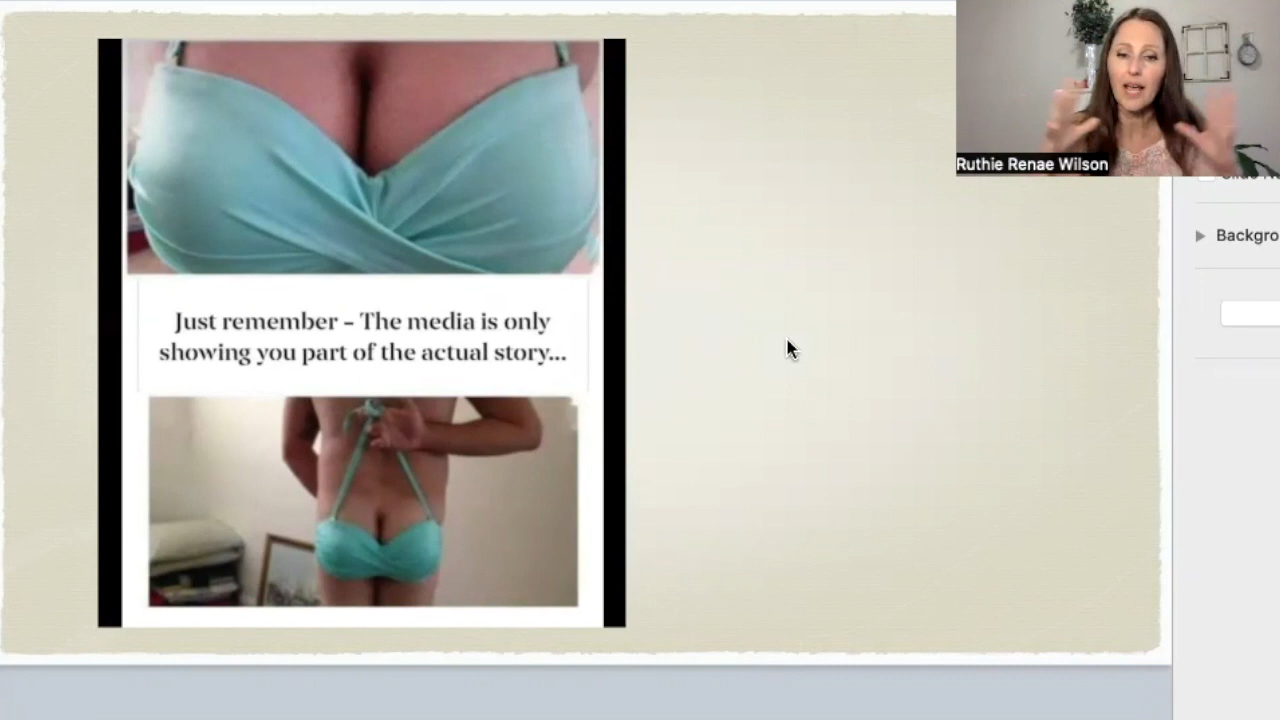 Just remember – The media is only
showing you part of the actual story...
Ruthie Renae Wilson
Backgro